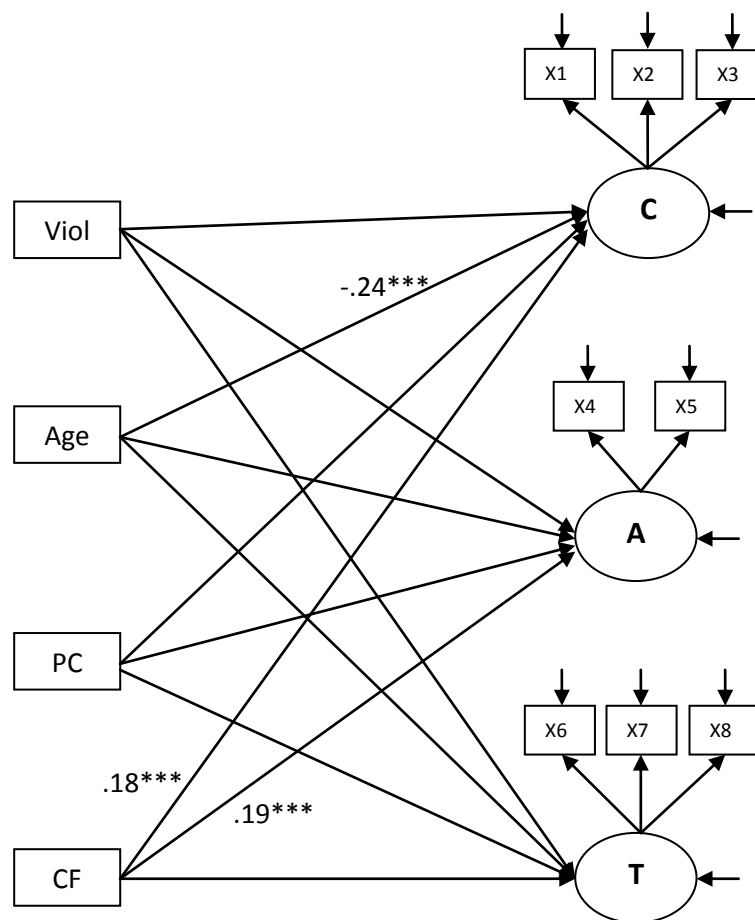 X1 X2 X3
C
Viol
-.24***
X4 X5
Age
A
PC
X6 X7 X8
.18***
.19***
CF
T